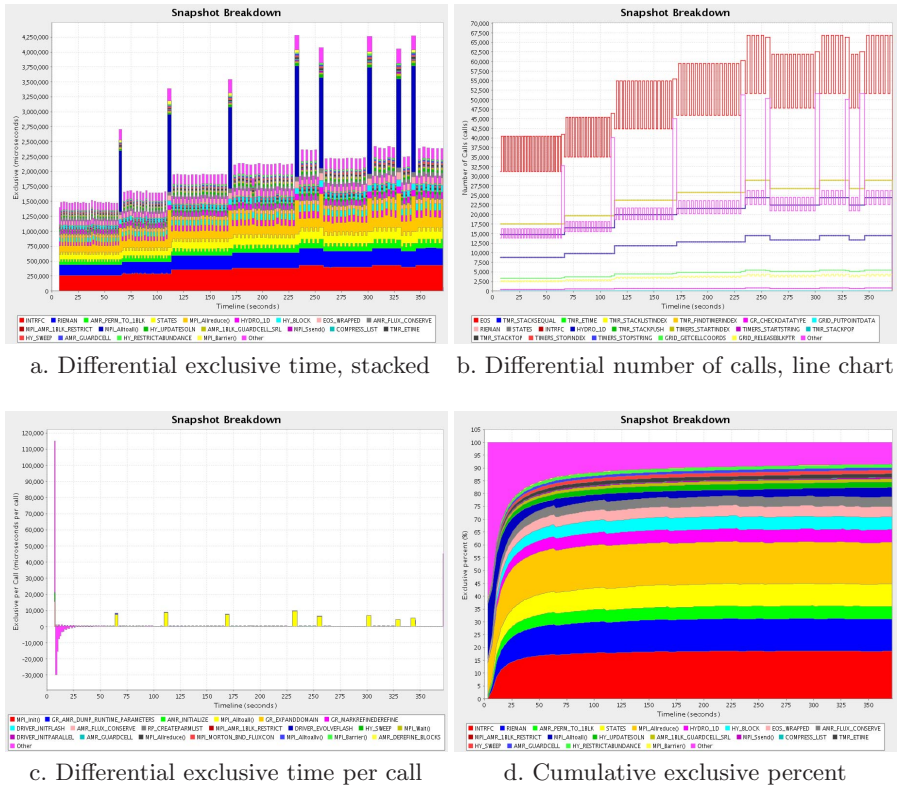 Snapshot Breakdown
Exclusive (microseconds)
4,250,000
4,000,000
3,750,000
3,500,000
3,250,000
3,000,000
2,750,000
2,500,000
2,250,000
2,000,000
1,750,000
1,500,000
1,250,000
1,000,000
750,000
500,000
250,000
0
0 25 50 75 100 125 150 175 200 225 250 275 300 325 350
Timeline (seconds)
INTRFC RIEMAN AMR_PERM_TO_1BLK STATES MPI_Allreduce() HYDRO_1D HY_BLOCK EOS_WRAPPED AMR_FLUX_CONSERVE
MPI_AMR_1BLK_RESTRICT MPI_Alltoall() HY_UPDATESOLN AMR_1BLK_GUARDCELL_SRL MPI_Ssend() COMPRESS_LIST TMR_ETIME
HY_SWEEP AMR_GUARDCELL HY_RESTRICTABUNDANCE MPI_Barrier() Other
a. Differential exclusive time, stacked
Snapshot Breakdown
Number of Calls (calls)
70,000
67,500
65,000
62,500
60,000
57,500
55,000
52,500
50,000
47,500
45,000
42,500
40,000
37,500
35,000
32,500
30,000
27,500
25,000
22,500
20,000
17,500
15,000
12,500
10,000
7,500
5,000
2,500
0
0 25 50 75 100 125 150 175 200 225 250 275 300 325 350
Timeline (seconds)
EOS TMR_STACKSEQUAL TMR_ETIME TMR_STACKLISTINDEX TMR_FINDTIMERINDEX GR_CHECKDATATYPE GRID_PUTPOINTDATA
RIEMAN STATES INTRFC HYDRO_1D TMR_STACKPUSH TIMERS_STARTINDEX TIMERS_STARTSTRING TMR_STACKPOP
TMR_STACKTOP TIMERS_STOPINDEX TIMERS_STOPSTRING GRID_GETCELLCOORDS GRID_RELEASEBLKPTR Other
b. Differential number of calls, line chart
Snapshot Breakdown
Exclusive per Call (microseconds per call)
120,000
110,000
100,000
90,000
80,000
70,000
60,000
50,000
40,000
30,000
20,000
10,000
0
-10,000
-20,000
-30,000
0 25 50 75 100 125 150 175 200 225 250 275 300 325 350
Timeline (seconds)
MPI_Init() GR_AMR_DUMP_RUNTIME_PARAMETERS AMR_INITIALIZE MPI_Alltoall() GR_EXPANDDOMAIN GR_MARKREFINEDEREFINE
DRIVER_INITFLASH AMR_FLUX_CONSERVE RP_CREATEPARMLIST MPI_AMR_1BLK_RESTRICT DRIVER_EVOLVEFLASH HY_SWEEP MPI_Wait()
DRIVER_INITPARALLEL AMR_GUARDCELL MPI_Allreduce() MPI_MORTON_BND_FLUXCON MPI_Alltoallv() MPI_Barrier() AMR_DEREFINE_BLOCKS
Other
c. Differential exclusive time per call
Snapshot Breakdown
Exclusive percent (%)
105
100
95
90
85
80
75
70
65
60
55
50
45
40
35
30
25
20
15
10
5
0
0 25 50 75 100 125 150 175 200 225 250 275 300 325 350
Timeline (seconds)
INTRFC RIEMAN AMR_PERM_TO_1BLK STATES MPI_Allreduce() HYDRO_1D HY_BLOCK EOS_WRAPPED AMR_FLUX_CONSERVE
MPI_AMR_1BLK_RESTRICT MPI_Alltoall() HY_UPDATESOLN AMR_1BLK_GUARDCELL_SRL MPI_Ssend() COMPRESS_LIST TMR_ETIME
HY_SWEEP AMR_GUARDCELL HY_RESTRICTABUNDANCE MPI_Barrier() Other
d. Cumulative exclusive percent